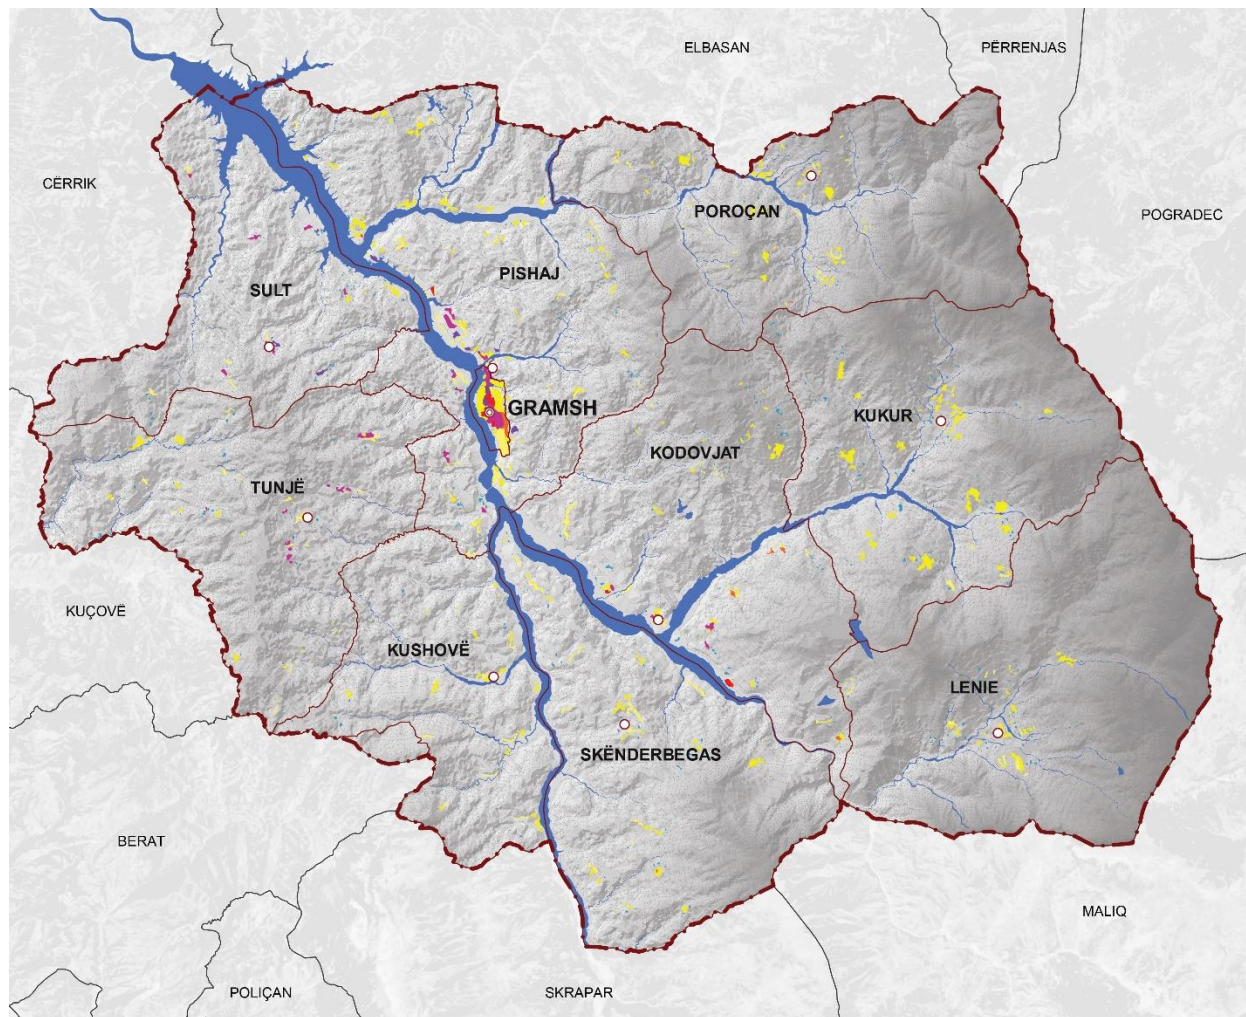 ELBASAN
PËRRENJAS
CËRRIK
POROÇAN
POGRADEC
PISHAJ
SULT
GRAMSH
KUKUR
KODOVJAT
TUNJË
KUÇOVË
KUSHOVË
LENIE
SKËNDERBEGAS
BERAT
MALIQ
POLIÇAN
SKRAPAR